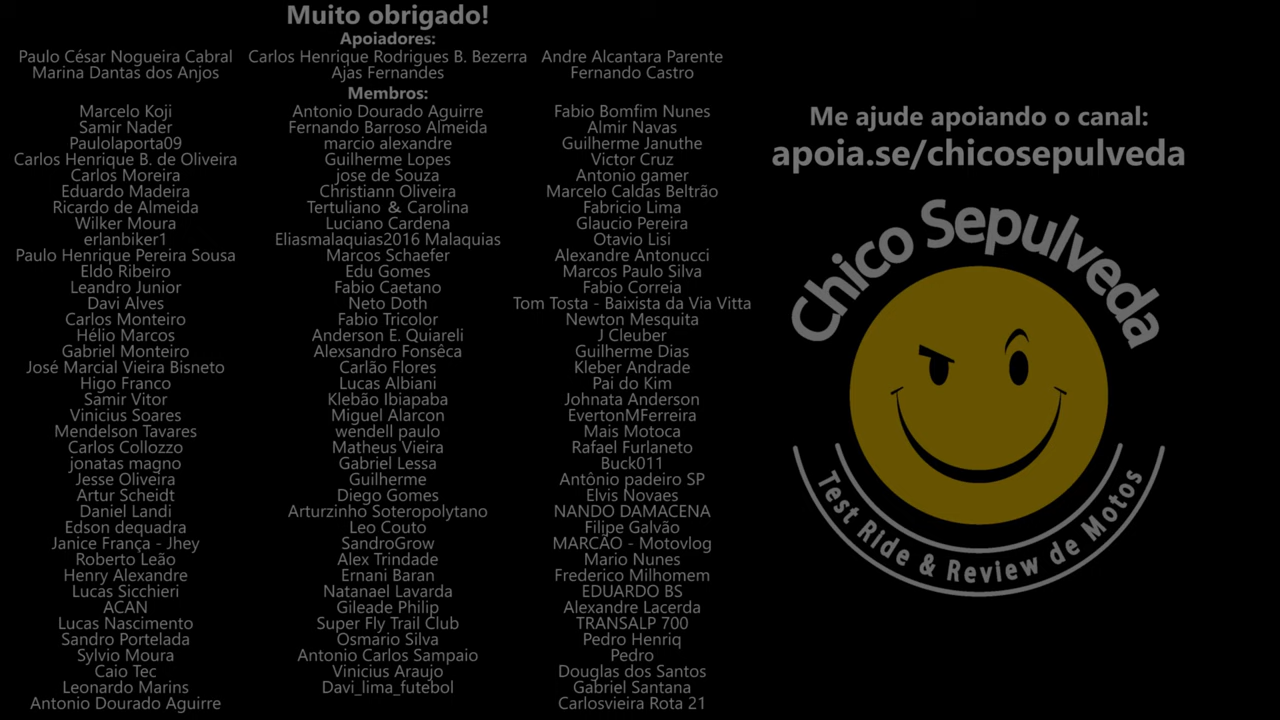 Muito obrigado!
Apoiadores:
Paulo César Nogueira Cabral
Marina Dantas dos Anjos
Carlos Henrique Rodrigues B. Bezerra
Ajas Fernandes
Andre Alcantara Parente
Fernando Castro
Membros:
Marcelo Koji
Samir Nader
Paulolaporta09
Carlos Henrique B. de Oliveira
Carlos Moreira
Eduardo Madeira
Ricardo de Almeida
Wilker Moura
erlanbiker1
Paulo Henrique Pereira Sousa
Eldo Ribeiro
Leandro Junior
Davi Alves
Carlos Monteiro
Hélio Marcos
Gabriel Monteiro
José Marcial Vieira Bisneto
Higo Franco
Samir Vitor
Vinicius Soares
Mendelson Tavares
Carlos Collozzo
jonatas magno
Jesse Oliveira
Artur Scheidt
Daniel Landi
Edson dequadra
Janice França - Jhey
Roberto Leão
Henry Alexandre
Lucas Sicchieri
ACAN
Lucas Nascimento
Sandro Portelada
Sylvio Moura
Caio Tec
Leonardo Marins
Antonio Dourado Aguirre
Antonio Dourado Aguirre
Fernando Barroso Almeida
marcio alexandre
Guilherme Lopes
jose de Souza
Christiann Oliveira
Tertuliano & Carolina
Luciano Cardena
Eliasmalaquias2016 Malaquias
Marcos Schaefer
Edu Gomes
Fabio Caetano
Neto Doth
Fabio Tricolor
Anderson E. Quiareli
Alexsandro Fonsêca
Carlão Flores
Lucas Albiani
Klebão Ibiapaba
Miguel Alarcon
wendell paulo
Matheus Vieira
Gabriel Lessa
Guilherme
Diego Gomes
Arturzinho Soteropolytano
Leo Couto
SandroGrow
Alex Trindade
Ernani Baran
Natanael Lavarda
Gileade Philip
Super Fly Trail Club
Osmario Silva
Antonio Carlos Sampaio
Vinicius Araujo
Davi_lima_futebol
Fabio Bomfim Nunes
Almir Navas
Guilherme Januthe
Victor Cruz
Antonio gamer
Marcelo Caldas Beltrão
Fabricio Lima
Glaucio Pereira
Otavio Lisi
Alexandre Antonucci
Marcos Paulo Silva
Fabio Correia
Tom Tosta - Baixista da Via Vitta
Newton Mesquita
J Cleuber
Guilherme Dias
Kleber Andrade
Pai do Kim
Johnata Anderson
EvertonMFerreira
Mais Motoca
Rafael Furlaneto
Buck011
Antônio padeiro SP
Elvis Novaes
NANDO DAMACENA
Filipe Galvão
MARCÃO - Motovlog
Mario Nunes
Frederico Milhomem
EDUARDO BS
Alexandre Lacerda
TRANSALP 700
Pedro Henriq
Pedro
Douglas dos Santos
Gabriel Santana
Carlosvieira Rota 21
Me ajude apoiando o canal:
apoia.se/chicosepulveda
Chico Sepulveda
Test Ride & Review de Motos